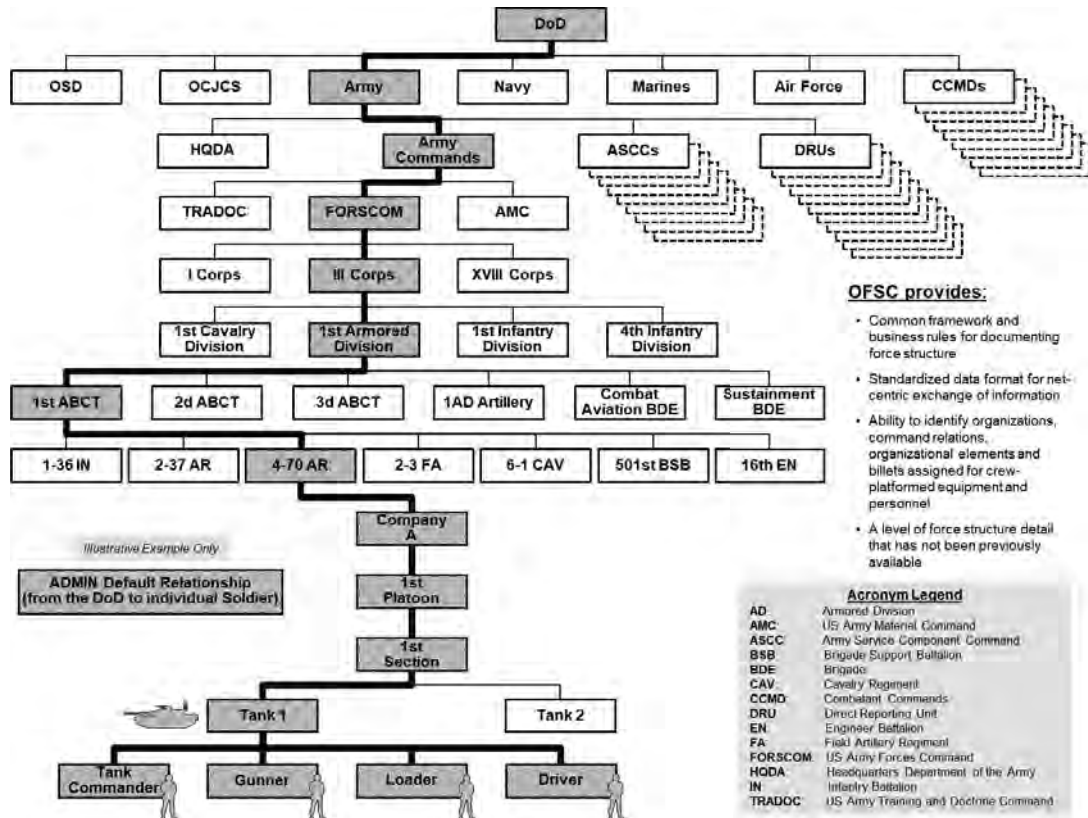 DoD
OSD
OCJCS
Army
Navy
Marines
Air Force
CCMDs
HQDA
Army
Commands
ASCCs
DRUs
TRADOC
FORSCOM
AMC
I Corps
III Corps
XVIII Corps
1st Cavalry
Division
1st Armored
Division
1st Infantry
Division
4th Infantry
Division
1st ABCT
2d ABCT
3d ABCT
1AD Artillery
Combat
Aviation BDE
Sustainment
BDE
1-36 IN
2-37 AR
4-70 AR
2-3 FA
6-1 CAV
501st BSB
16th EN
Company
A
1st
Platoon
1st
Section
Tank 1
Tank 2
Tank
Commander
Gunner
Loader
Driver
Illustrative Example Only
ADMIN Default Relationship
(from the DoD to individual Soldier)
OFSC provides:
• Common framework and
business rules for documenting
force structure
• Standardized data format for net-
centric exchange of information
• Ability to identify organizations,
command relations,
organizational elements and
billets assigned for crew-
platformed equipment and
personnel
• A level of force structure detail
that has not been previously
available
Acronym Legend
AD Armored Division
AMC US Army Material Command
ASCC Army Service Component Command
BSB Brigade Support Battalion
BDE Brigade
CAV Cavalry Regiment
CCMD Combatant Commands
DRU Direct Reporting Unit
EN Engineer Battalion
FA Field Artillery Regiment
FORSCOM US Army Forces Command
HQDA Headquarters Department of the Army
IN Infantry Battalion
TRADOC US Army Training and Doctrine Command